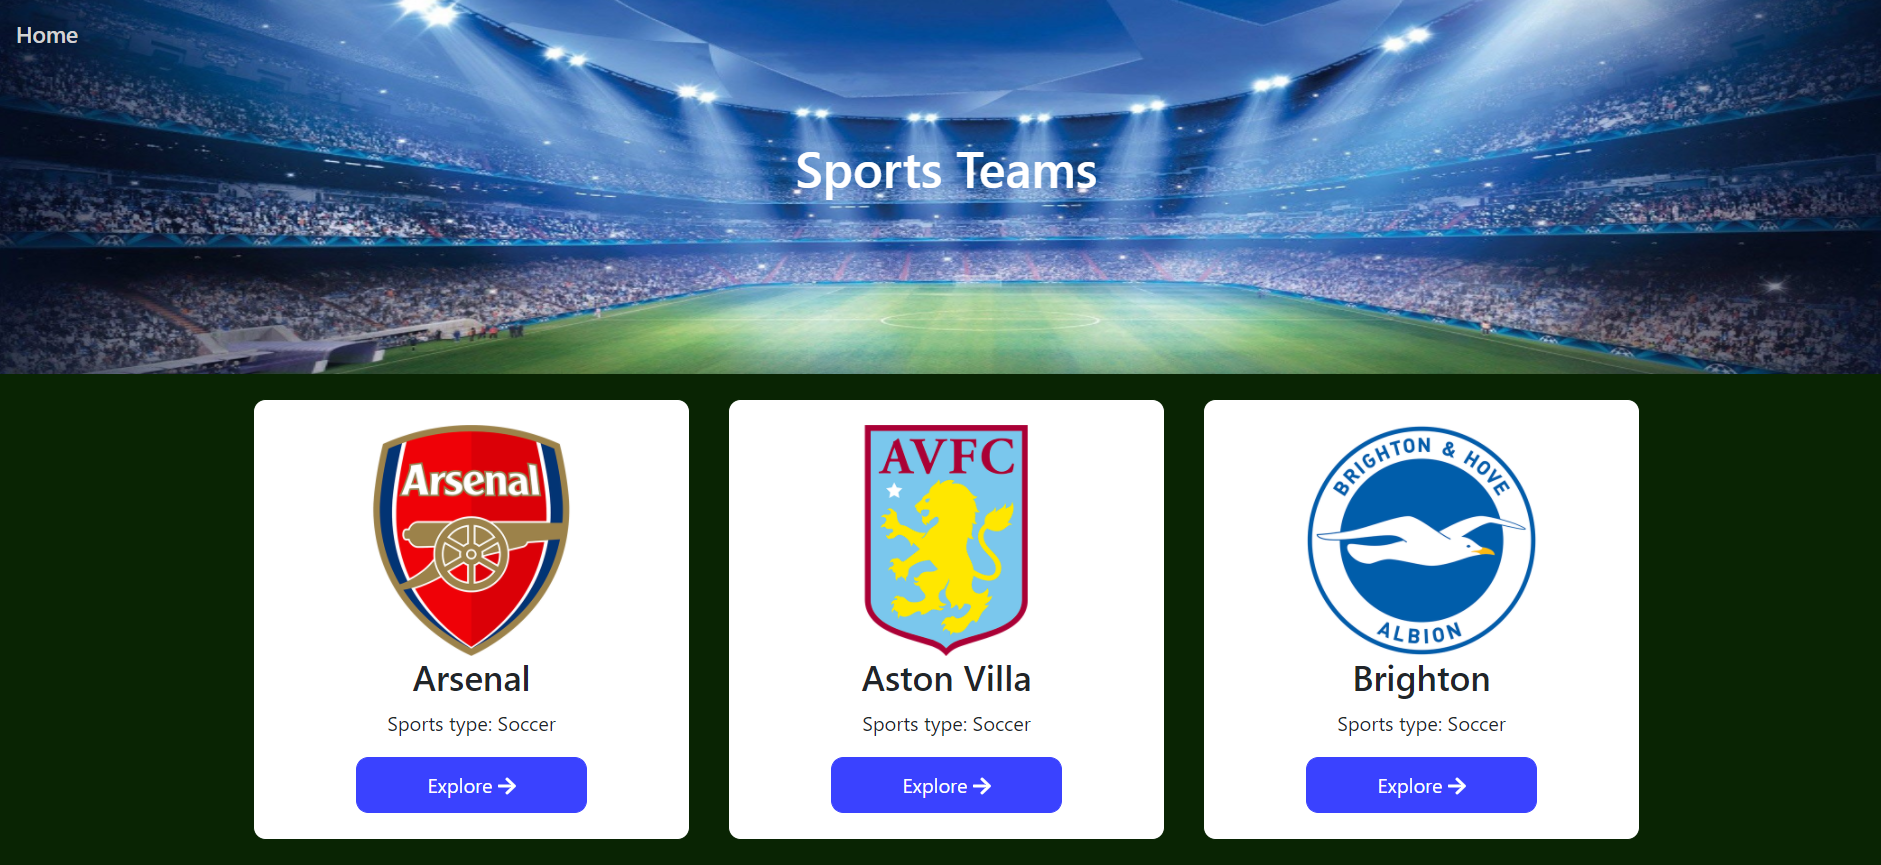 Home
Sports Teams
Arsenal
AVFC
BRIGHTON & HOVE
ALBION
Arsenal
Aston Villa
Brighton
Sports type: Soccer
Sports type: Soccer
Sports type: Soccer
Explore
Explore
Explore